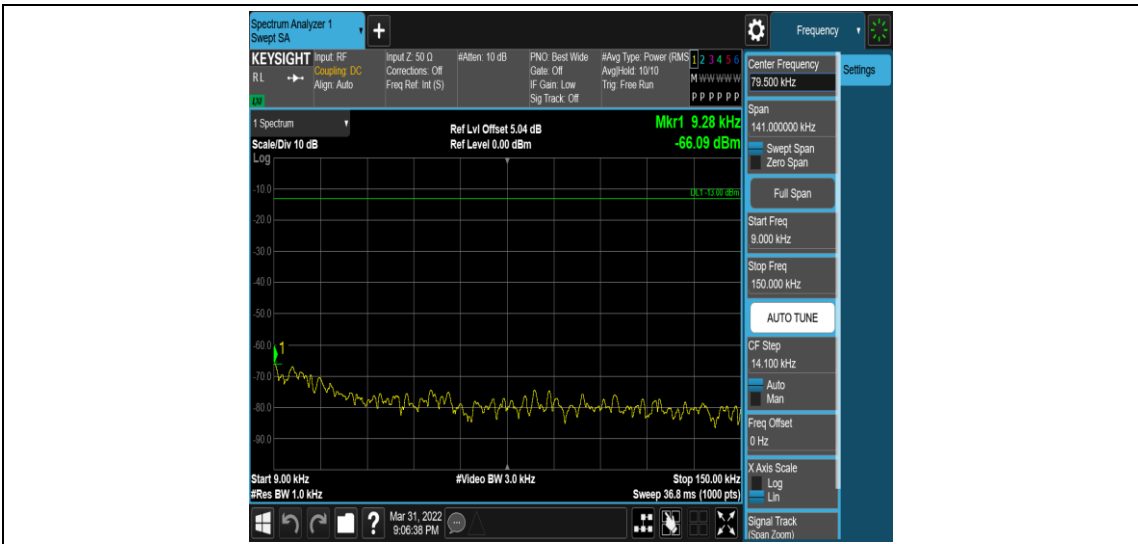 Spectrum Analyzer 1
Swept SA
+
Frequency
KEYSIGHT
RL
LXI
Input: RF
Coupling: DC
Align: Auto
Input Z: 50 Ω
Corrections: Off
Freq Ref: Int (S)
#Atten: 10 dB
PNO: Best Wide
Gate: Off
IF Gain: Low
Sig Track: Off
#Avg Type: Power (RMS
Avg|Hold: 10/10
Trig: Free Run
1 2 3 4 5 6
M W W W W W
P P P P P P
Center Frequency
79.500 kHz
Settings
Span
141.000000 kHz
Swept Span
Zero Span
Full Span
Start Freq
9.000 kHz
Stop Freq
150.000 kHz
AUTO TUNE
CF Step
14.100 kHz
Auto
Man
Freq Offset
0 Hz
X Axis Scale
Log
Lin
Signal Track
(Span Zoom)
1 Spectrum
Scale/Div 10 dB
Log
Ref Lvl Offset 5.04 dB
Ref Level 0.00 dBm
Mkr1 9.28 kHz
-66.09 dBm
DL1 -13.00 dBm
-10.0
-20.0
-30.0
-40.0
-50.0
-60.0
1
-70.0
-80.0
-90.0
Start 9.00 kHz
#Res BW 1.0 kHz
#Video BW 3.0 kHz
Stop 150.00 kHz
Sweep 36.8 ms (1000 pts)
?
Mar 31, 2022
9:06:38 PM